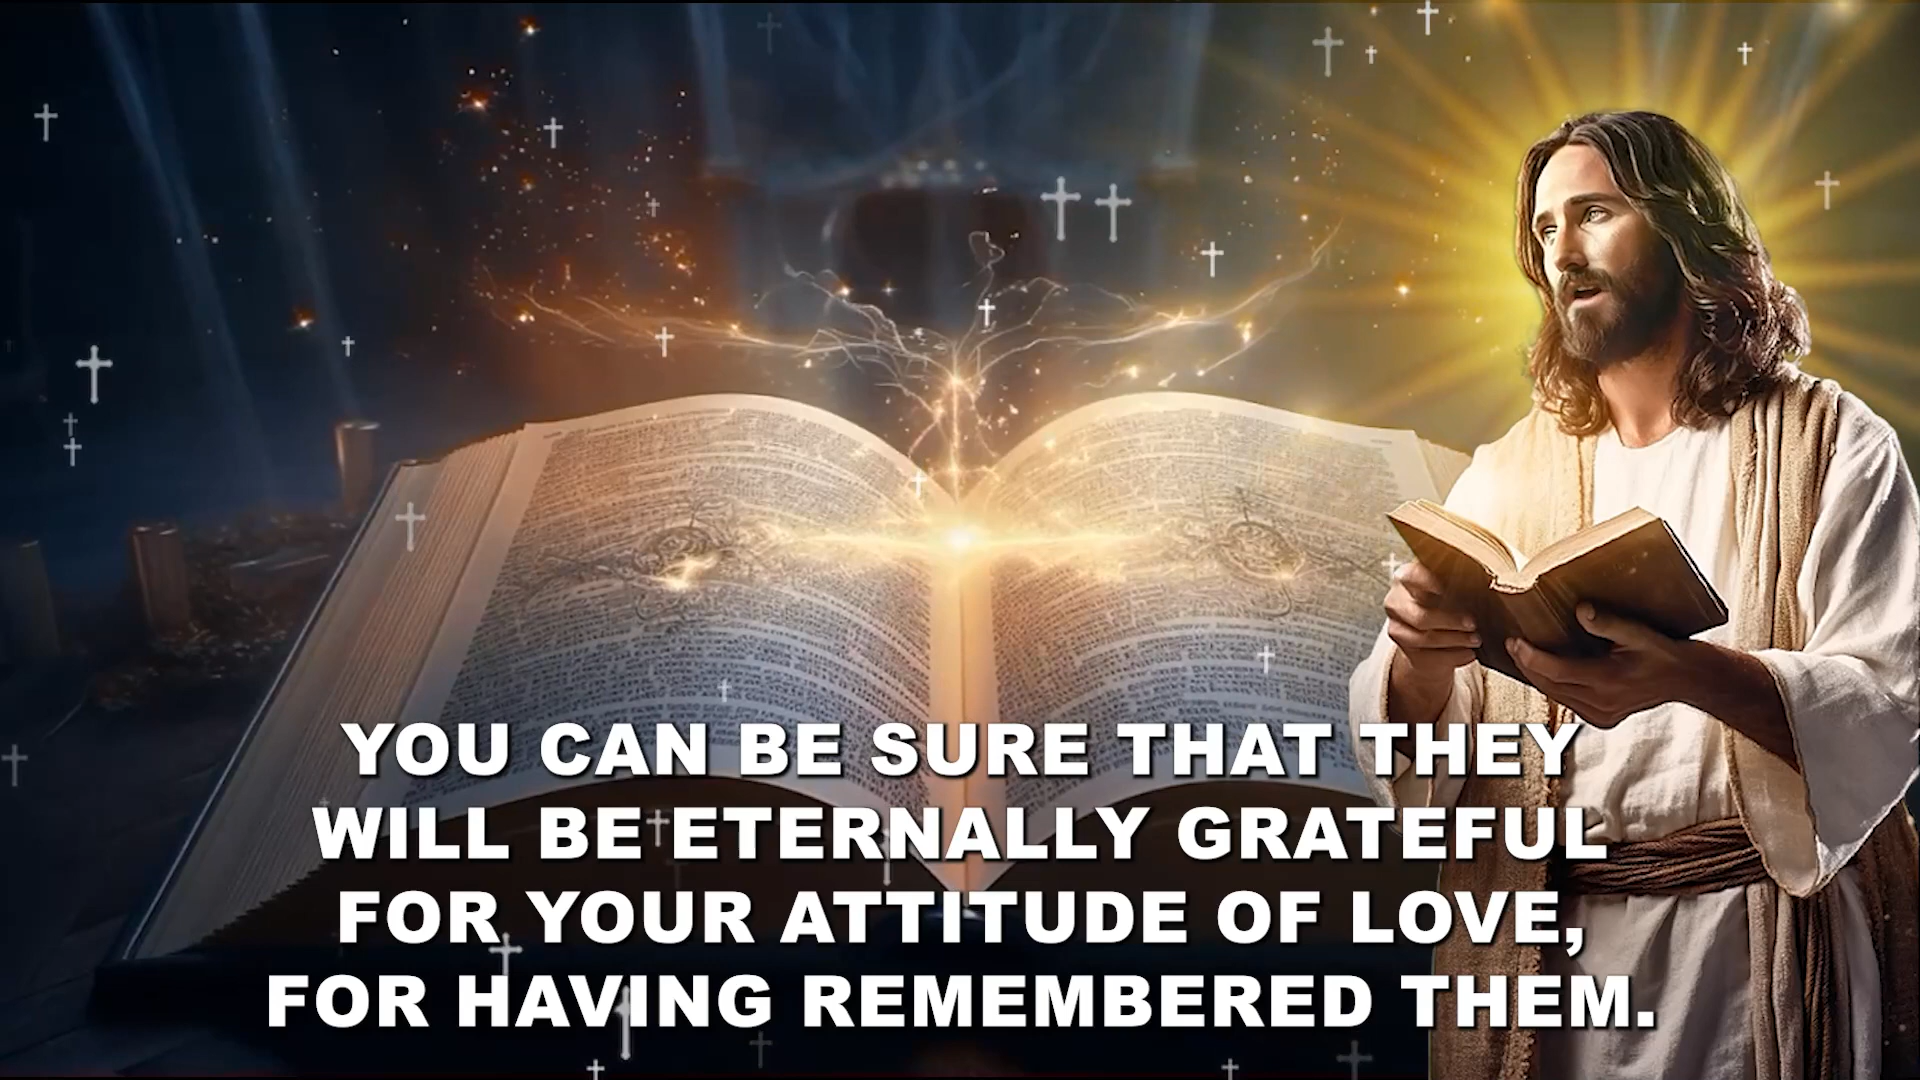 YOU CAN BE SURE THAT THEY
WILL BE ETERNALLY GRATEFUL
FOR YOUR ATTITUDE OF LOVE,
FOR HAVING REMEMBERED THEM.